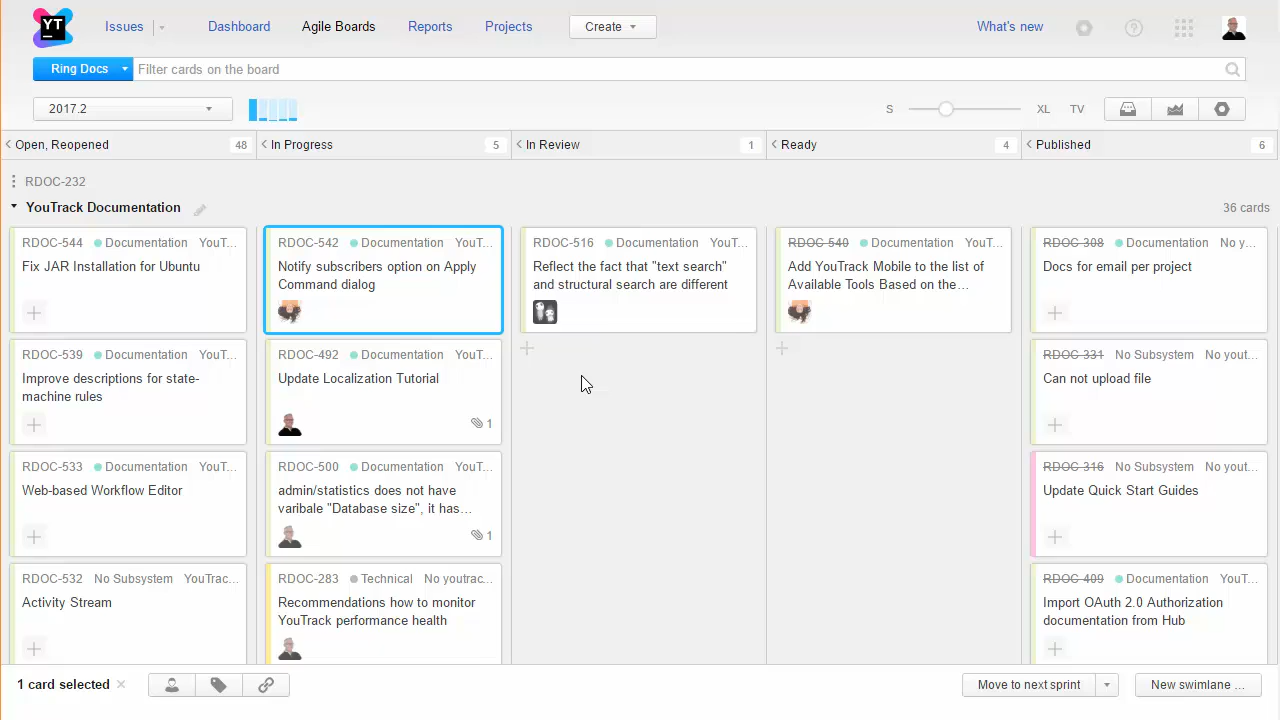 YT
Issues Dashboard Agile Boards Reports Projects Create What's new
Ring Docs Filter cards on the board
2017.2 S XL TV
Open, Reopened 48 In Progress 5 In Review 1 Ready 4 Published 6
RDOC-232
YouTrack Documentation 36 cards
RDOC-544 Documentation YouT...
Fix JAR Installation for Ubuntu
RDOC-539 Documentation YouT...
Improve descriptions for state-
machine rules
RDOC-533 Documentation YouT...
Web-based Workflow Editor
RDOC-532 No Subsystem YouTrac...
Activity Stream
RDOC-542 Documentation YouT...
Notify subscribers option on Apply
Command dialog
RDOC-492 Documentation YouT...
Update Localization Tutorial
1
RDOC-500 Documentation YouT...
admin/statistics does not have
varibale "Database size", it has...
1
RDOC-283 Technical No youtrac...
Recommendations how to monitor
YouTrack performance health
RDOC-516 Documentation YouT...
Reflect the fact that "text search"
and structural search are different
RDOC-540 Documentation YouT...
Add YouTrack Mobile to the list of
Available Tools Based on the...
RDOC-308 Documentation No y...
Docs for email per project
RDOC-331 No Subsystem No yout...
Can not upload file
RDOC-316 No Subsystem No yout...
Update Quick Start Guides
RDOC-409 Documentation YouT...
Import OAuth 2.0 Authorization
documentation from Hub
1 card selected Move to next sprint New swimlane ...